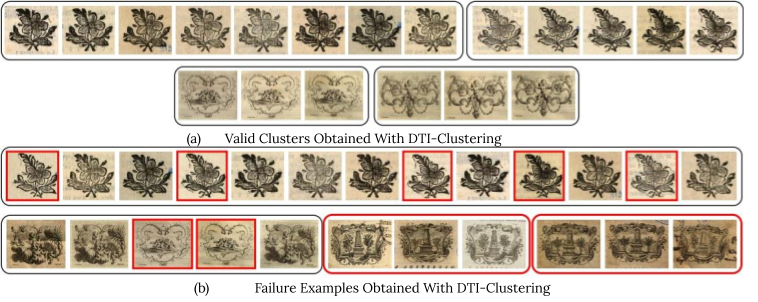 (a) Valid Clusters Obtained With DTI-Clustering
(b) Failure Examples Obtained With DTI-Clustering